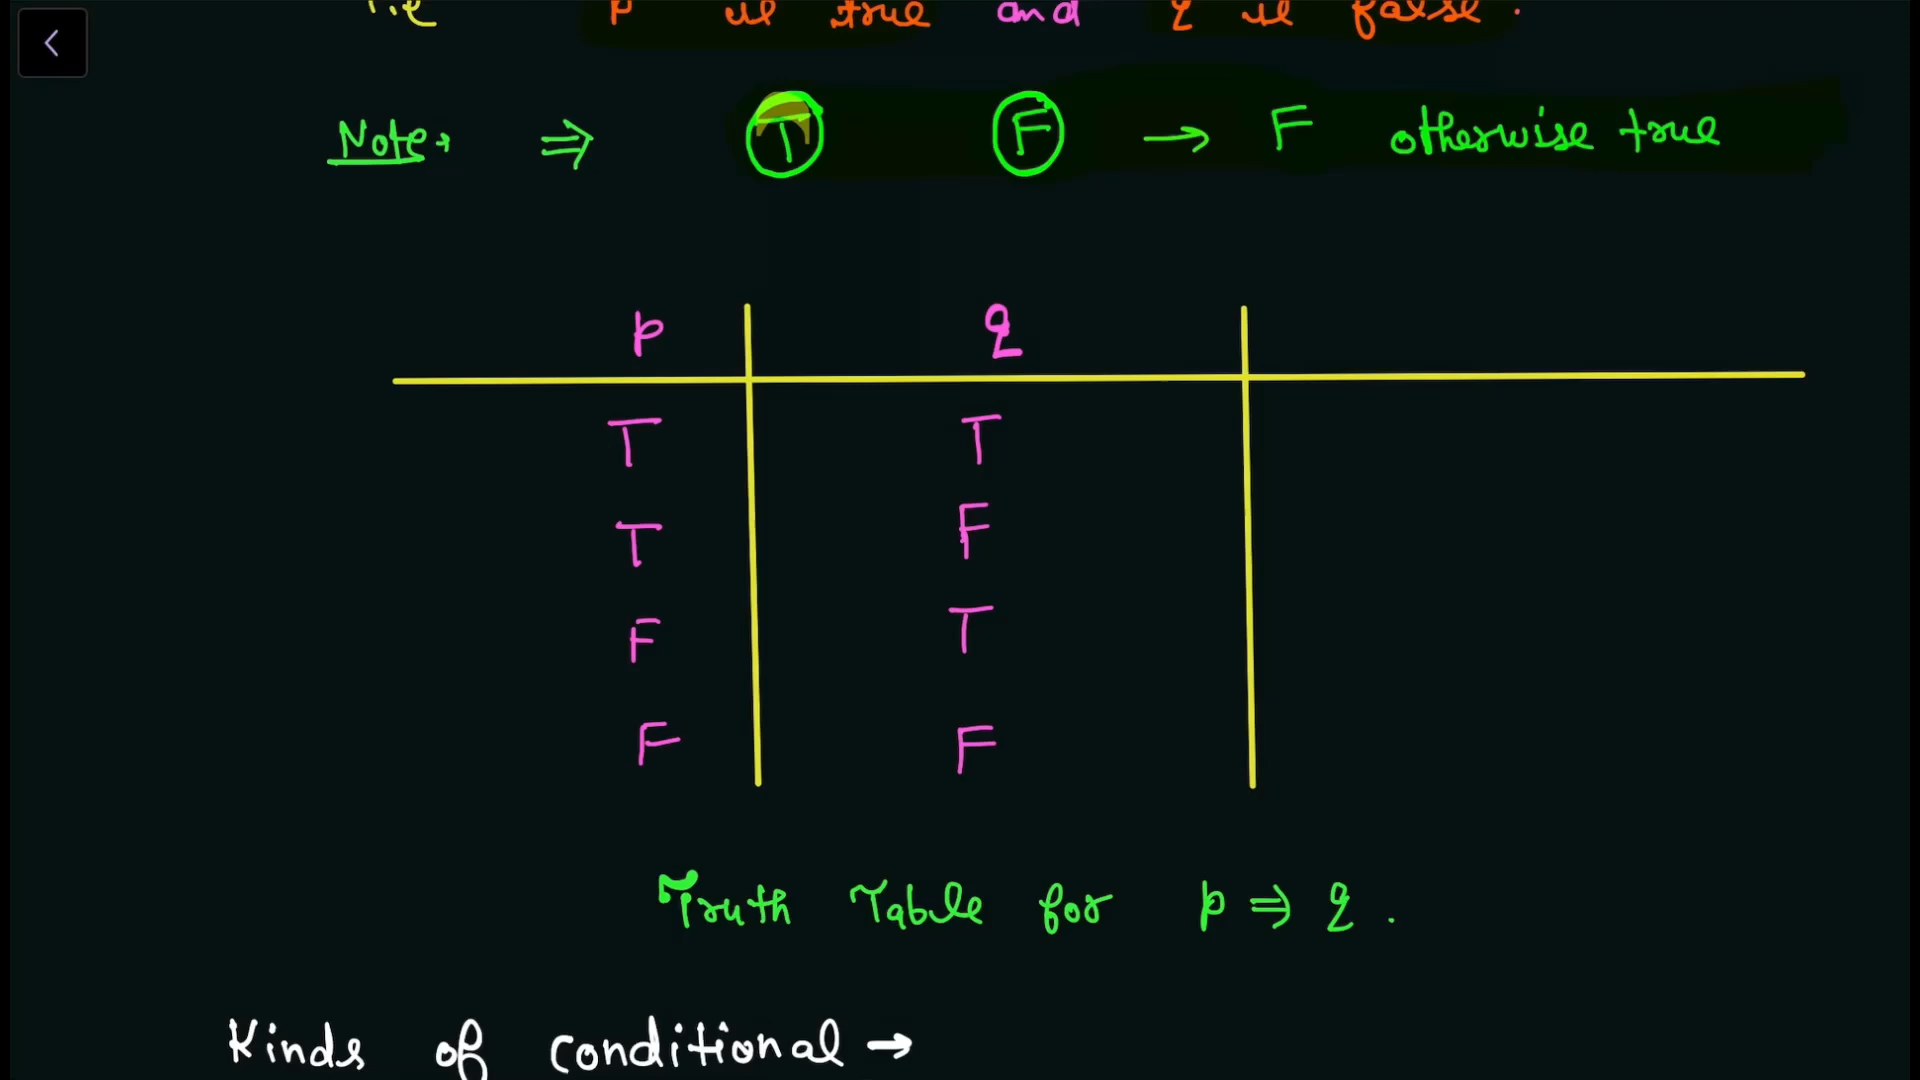 i.e p is true and q is false.
Note → ⇒ T F → F otherwise true
p q
T T
T F
F T
F F
Truth Table for p ⇒ q .
Kinds of conditional →